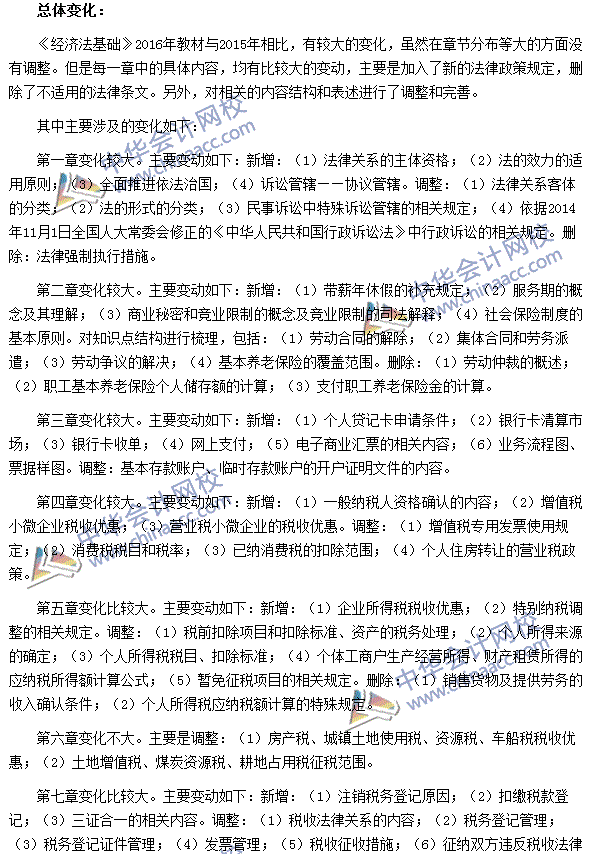 总体变化：
《经济法基础》2016年教材与2015年相比，有较大的变化，虽然在章节分布等大的方面没
有调整。但是每一章中的具体内容，均有比较大的变动，主要是加入了新的法律政策规定，删
除了不适用的法律条文。另外，对相关的内容结构和表述进行了调整和完善。
其中主要涉及的变化如下：
第一章变化较大。主要变动如下：新增：（1）法律关系的主体资格；（2）法的效力的适
用原则；（3）全面推进依法治国；（4）诉讼管辖——协议管辖。调整：（1）法律关系客体
的分类；（2）法的形式的分类；（3）民事诉讼中特殊诉讼管辖的相关规定；（4）依据2014
年11月1日全国人大常委会修正的《中华人民共和国行政诉讼法》中行政诉讼的相关规定。删
除：法律强制执行措施。
第二章变化较大。主要变动如下：新增：（1）带薪年休假的补充规定；（2）服务期的概
念及其理解；（3）商业秘密和竞业限制的概念及竞业限制的司法解释；（4）社会保险制度的
基本原则。对知识点结构进行梳理，包括：（1）劳动合同的解除；（2）集体合同和劳务派
遣；（3）劳动争议的解决；（4）基本养老保险的覆盖范围。删除：（1）劳动仲裁的概述；
（2）职工基本养老保险个人储存额的计算；（3）支付职工养老保险金的计算。
第三章变化较大。主要变动如下：新增：（1）个人贷记卡申请条件；（2）银行卡清算市
场；（3）银行卡收单；（4）网上支付；（5）电子商业汇票的相关内容；（6）业务流程图、
票据样图。调整：基本存款账户、临时存款账户的开户证明文件的内容。
第四章变化较大。主要变动如下：新增：（1）一般纳税人资格确认的内容；（2）增值税
小微企业税收优惠；（3）营业税小微企业的税收优惠。调整：（1）增值税专用发票使用规
定；（2）消费税税目和税率；（3）已纳消费税的扣除范围；（4）个人住房转让的营业税政
策。
第五章变化比较大。主要变动如下：新增：（1）企业所得税税收优惠；（2）特别纳税调
整的相关规定。调整：（1）税前扣除项目和扣除标准、资产的税务处理；（2）个人所得来源
的确定；（3）个人所得税税目、扣除标准；（4）个体工商户生产经营所得、财产租赁所得的
应纳税所得额计算公式；（5）暂免征税项目的相关规定。删除：（1）销售货物及提供劳务的
收入确认条件；（2）个人所得税应纳税额计算的特殊规定。
第六章变化不大。主要是调整：（1）房产税、城镇土地使用税、资源税、车船税税收优
惠；（2）土地增值税、煤炭资源税、耕地占用税征税范围。
第七章变化比较大。主要变动如下：新增：（1）注销税务登记原因；（2）扣缴税款登
记；（3）三证合一的相关内容。调整：（1）税收法律关系的内容；（2）税务登记管理；
（3）税务登记证件管理；（4）发票管理；（5）税收征收措施；（6）征纳双方违反税收法律
中华会计网校
www.chinaacc.com
中华会计网校
www.chinaacc.com
中华会计网校
www.chinaacc.com
中华会计网校
www.chinaacc.com